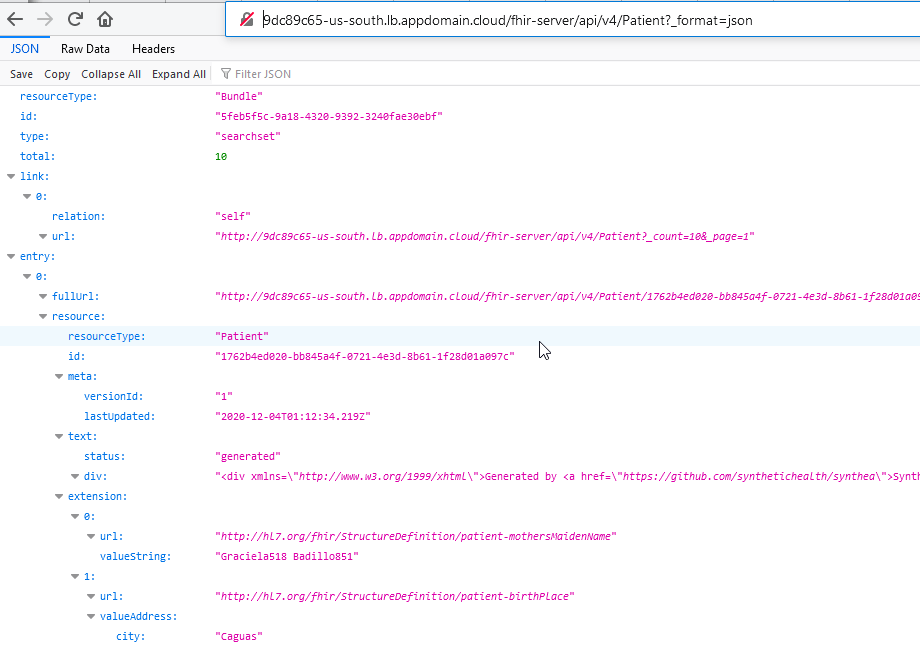 9dc89c65-us-south.lb.appdomain.cloud/fhir-server/api/v4/Patient?_format=json
JSON Raw Data Headers
Save Copy Collapse All Expand All Filter JSON
resourceType: "Bundle"
id: "5feb5f5c-9a18-4320-9392-3240fae30ebf"
type: "searchset"
total: 10
link:
0:
relation: "self"
url: "http://9dc89c65-us-south.lb.appdomain.cloud/fhir-server/api/v4/Patient?_count=10&_page=1"
entry:
0:
fullUrl: "http://9dc89c65-us-south.lb.appdomain.cloud/fhir-server/api/v4/Patient/1762b4ed020-bb845a4f-0721-4e3d-8b61-1f28d01a09
resource:
resourceType: "Patient"
id: "1762b4ed020-bb845a4f-0721-4e3d-8b61-1f28d01a097c"
meta:
versionId: "1"
lastUpdated: "2020-12-04T01:12:34.219Z"
text:
status: "generated"
div: "<div xmlns=\"http://www.w3.org/1999/xhtml\">Generated by <a href=\"https://github.com/synthetichealth/synthea\">Synth
extension:
0:
url: "http://hl7.org/fhir/StructureDefinition/patient-mothersMaidenName"
valueString: "Graciela518 Badillo851"
1:
url: "http://hl7.org/fhir/StructureDefinition/patient-birthPlace"
valueAddress:
city: "Caguas"